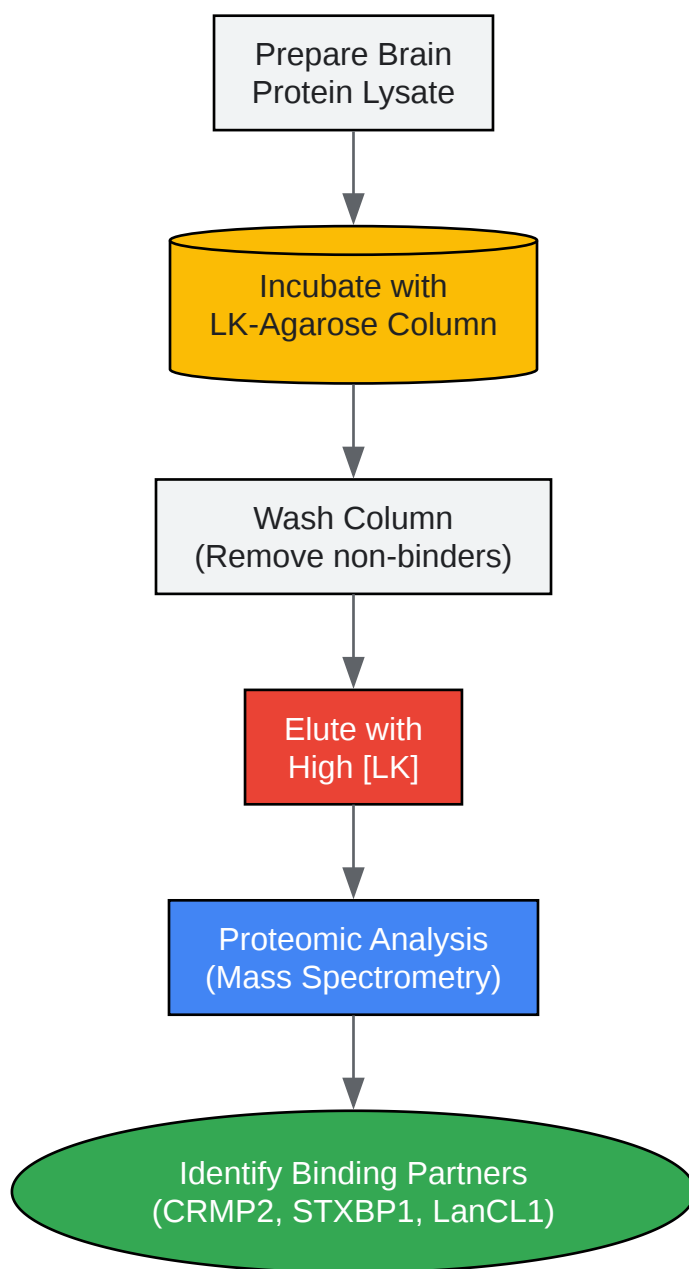 Prepare Brain
Protein Lysate
Incubate with
LK-Agarose Column
Wash Column
(Remove non-binders)
Elute with
High [LK]
Proteomic Analysis
(Mass Spectrometry)
Identify Binding Partners
(CRMP2, STXBP1, LanCL1)